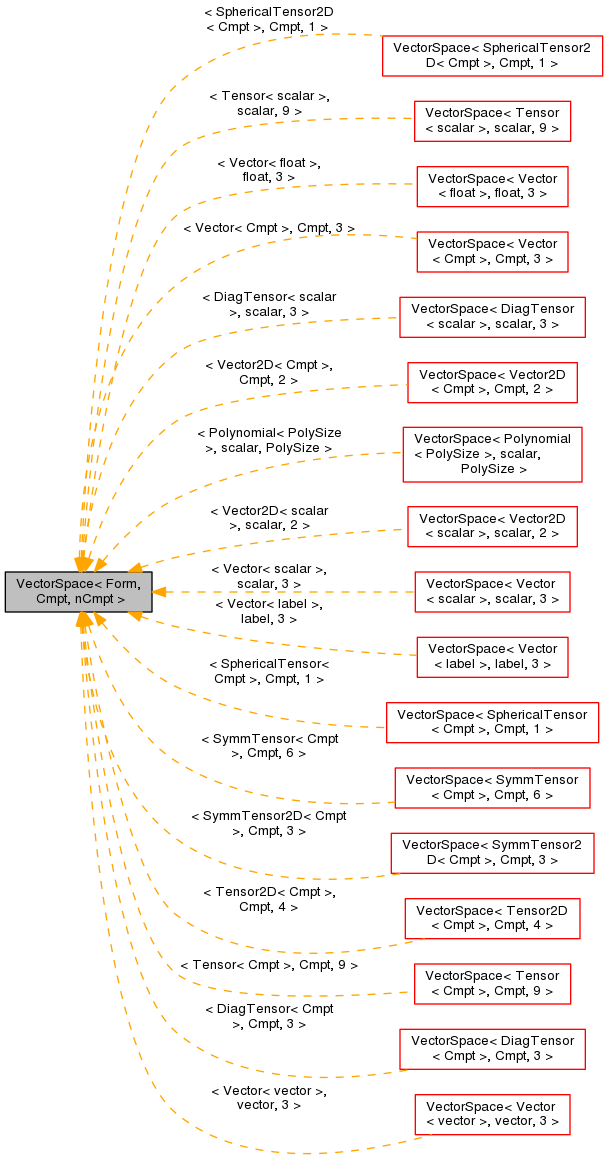 < SphericalTensor2D
< Cmpt >, Cmpt, 1 >
VectorSpace< SphericalTensor2
D< Cmpt >, Cmpt, 1 >
< Tensor< scalar >,
scalar, 9 >
VectorSpace< Tensor
< scalar >, scalar, 9 >
< Vector< float >,
float, 3 >
VectorSpace< Vector
< float >, float, 3 >
< Vector< Cmpt >, Cmpt, 3 >
VectorSpace< Vector
< Cmpt >, Cmpt, 3 >
< DiagTensor< scalar
>, scalar, 3 >
VectorSpace< DiagTensor
< scalar >, scalar, 3 >
< Vector2D< Cmpt >,
Cmpt, 2 >
VectorSpace< Vector2D
< Cmpt >, Cmpt, 2 >
< Polynomial< PolySize
>, scalar, PolySize >
VectorSpace< Polynomial
< PolySize >, scalar,
PolySize >
< Vector2D< scalar
>, scalar, 2 >
VectorSpace< Vector2D
< scalar >, scalar, 2 >
VectorSpace< Form,
Cmpt, nCmpt >
< Vector< scalar >,
scalar, 3 >
VectorSpace< Vector
< scalar >, scalar, 3 >
< Vector< label >,
label, 3 >
VectorSpace< Vector
< label >, label, 3 >
< SphericalTensor<
Cmpt >, Cmpt, 1 >
VectorSpace< SphericalTensor
< Cmpt >, Cmpt, 1 >
< SymmTensor< Cmpt
>, Cmpt, 6 >
VectorSpace< SymmTensor
< Cmpt >, Cmpt, 6 >
< SymmTensor2D< Cmpt
>, Cmpt, 3 >
VectorSpace< SymmTensor2
D< Cmpt >, Cmpt, 3 >
< Tensor2D< Cmpt >,
Cmpt, 4 >
VectorSpace< Tensor2D
< Cmpt >, Cmpt, 4 >
< Tensor< Cmpt >, Cmpt, 9 >
VectorSpace< Tensor
< Cmpt >, Cmpt, 9 >
< DiagTensor< Cmpt
>, Cmpt, 3 >
VectorSpace< DiagTensor
< Cmpt >, Cmpt, 3 >
< Vector< vector >,
vector, 3 >
VectorSpace< Vector
< vector >, vector, 3 >